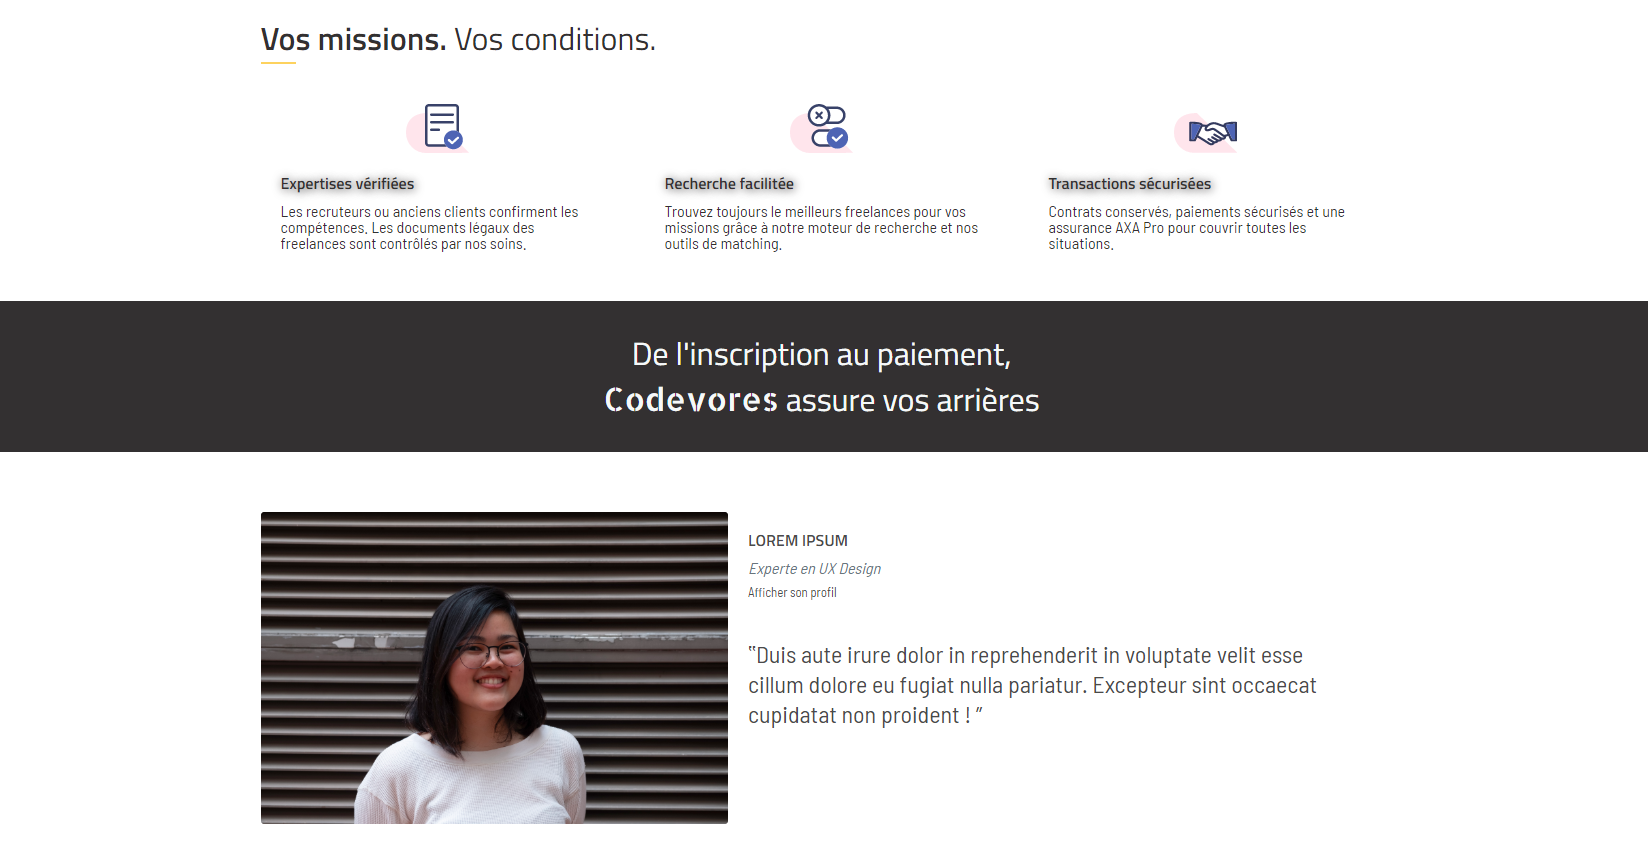 Vos missions. Vos conditions.
Expertises vérifiées
Les recruteurs ou anciens clients confirment les
compétences. Les documents légaux des
freelances sont contrôlés par nos soins.
Recherche facilitée
Trouvez toujours le meilleurs freelances pour vos
missions grâce à notre moteur de recherche et nos
outils de matching.
Transactions sécurisées
Contrats conservés, paiements sécurisés et une
assurance AXA Pro pour couvrir toutes les
situations.
De l'inscription au paiement,
Codevores assure vos arrières
LOREM IPSUM
Experte en UX Design
Afficher son profil
‟Duis aute irure dolor in reprehenderit in voluptate velit esse
cillum dolore eu fugiat nulla pariatur. Excepteur sint occaecat
cupidatat non proident ! ”